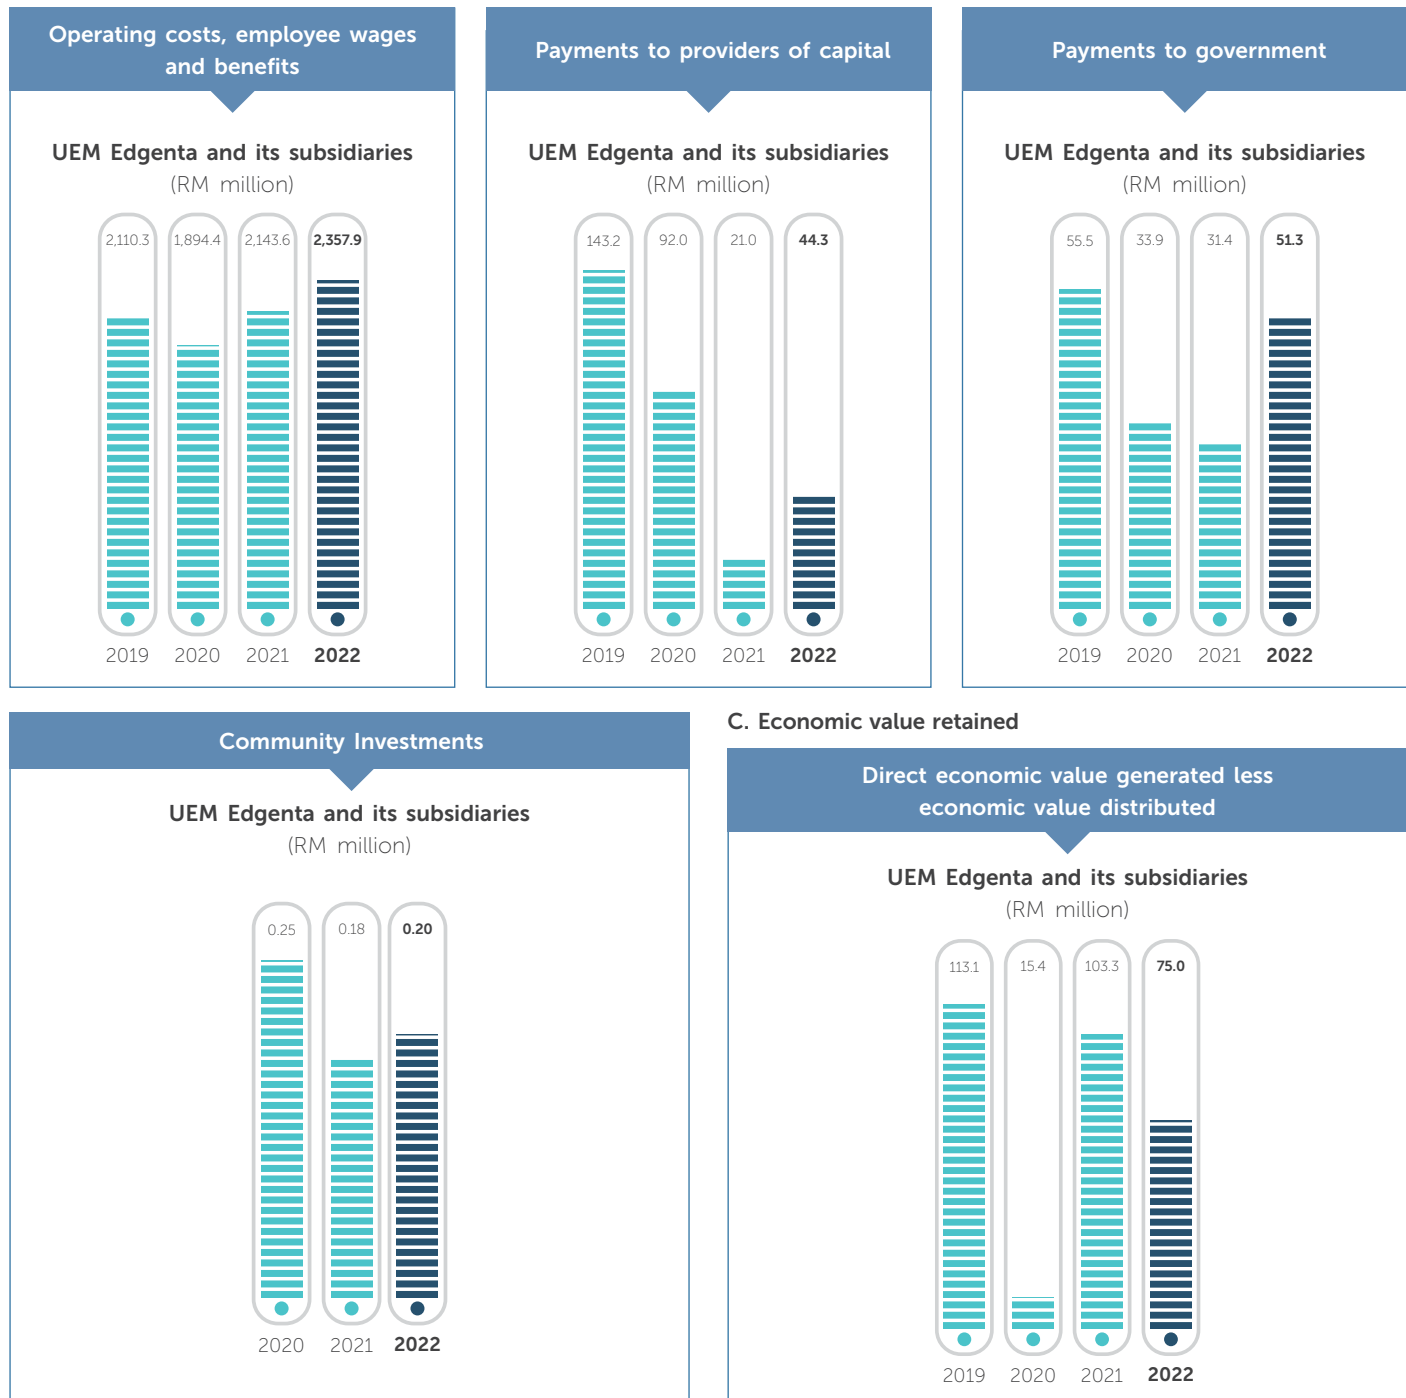 Operating costs, employee wages
and benefits
UEM Edgenta and its subsidiaries
(RM million)
2,110.3 1,894.4 2,143.6 2,357.9
2019 2020 2021 2022
Payments to providers of capital
UEM Edgenta and its subsidiaries
(RM million)
143.2 92.0 21.0 44.3
2019 2020 2021 2022
Payments to government
UEM Edgenta and its subsidiaries
(RM million)
55.5 33.9 31.4 51.3
2019 2020 2021 2022
Community Investments
UEM Edgenta and its subsidiaries
(RM million)
0.25 0.18 0.20
2020 2021 2022
C. Economic value retained
Direct economic value generated less
economic value distributed
UEM Edgenta and its subsidiaries
(RM million)
113.1 15.4 103.3 75.0
2019 2020 2021 2022